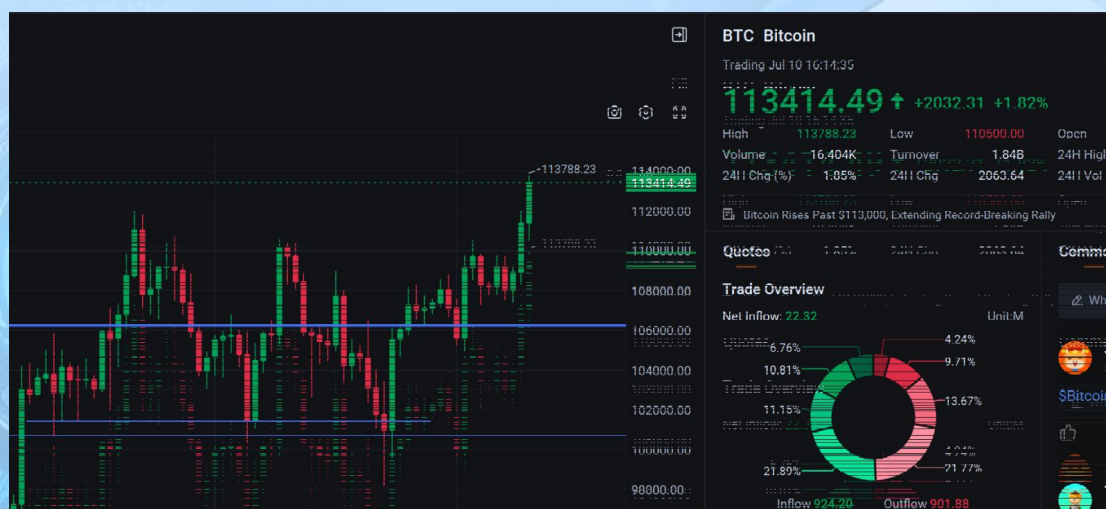 BTC Bitcoin
Trading Jul 10 16:14:35
113414.49 +2032.31 +1.82%
High 113788.23 Low 110500.00 Open
Volume 16.404K Turnover 1.84B 24H High
24H Chg (%) 1.85% 24H Chg 2063.64 24H Vol
Bitcoin Rises Past $113,000, Extending Record-Breaking Rally
Quotes Comme
Trade Overview
Net Inflow: 22.32 Unit:M
6.76% 4.24%
10.81% 9.71%
11.15% 13.67%
21.89% 21.77%
Inflow 924.20 Outflow 901.88
Wh
$Bitcoin
113788.23
114000.00
113414.49
112000.00
110000.00
108000.00
106000.00
104000.00
102000.00
100000.00
98000.00